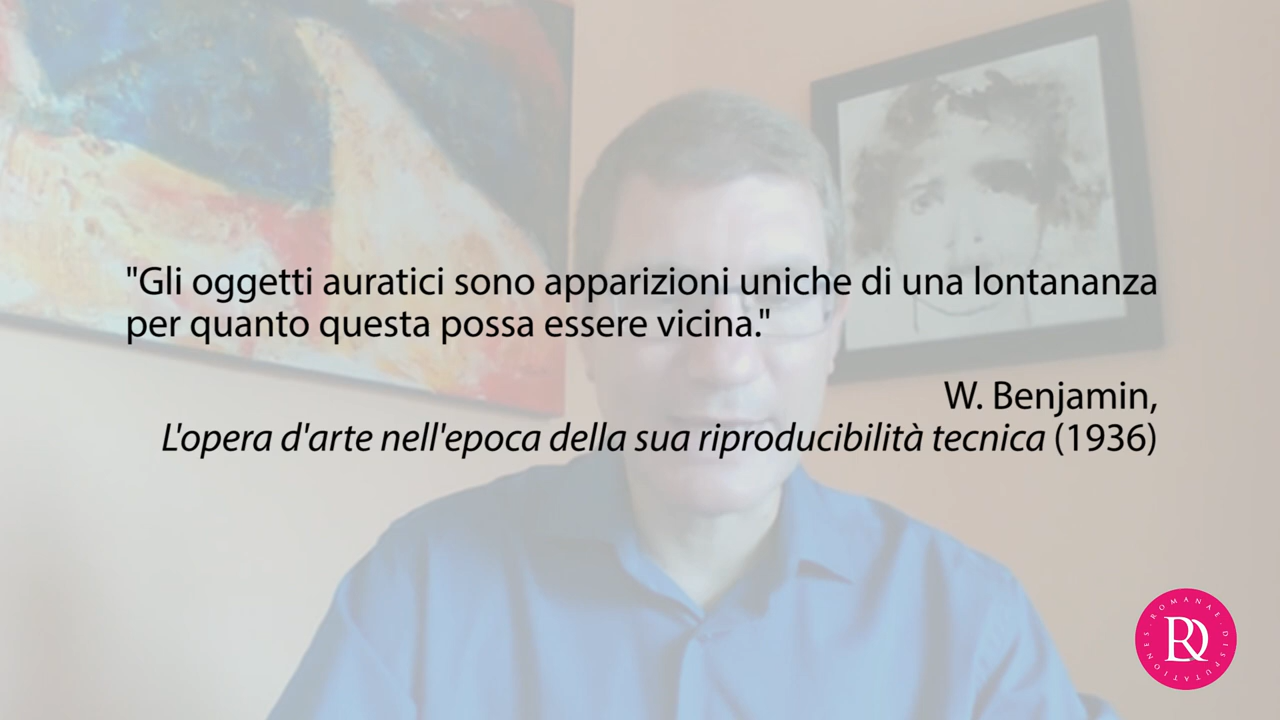 "Gli oggetti auratici sono apparizioni uniche di una lontananza
per quanto questa possa essere vicina."
W. Benjamin,
L'opera d'arte nell'epoca della sua riproducibilità tecnica (1936)
ROMANAE · DISPUTATIONES ·
RD